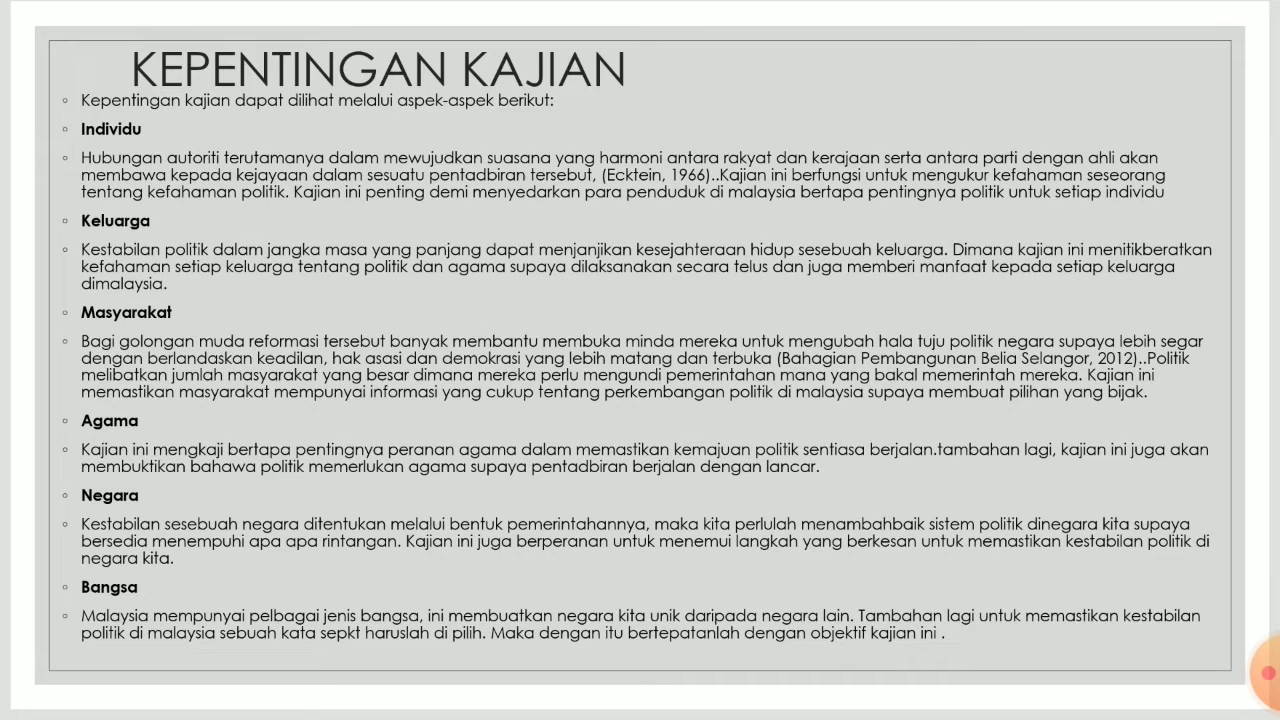 KEPENTINGAN KAJIAN
Kepentingan kajian dapat dilihat melalui aspek-aspek berikut:
Individu
Hubungan autoriti terutamanya dalam mewujudkan suasana yang harmoni antara rakyat dan kerajaan serta antara parti dengan ahli akan
membawa kepada kejayaan dalam sesuatu pentadbiran tersebut, (Ecktein, 1966)..Kajian ini berfungsi untuk mengukur kefahaman seseorang
tentang kefahaman politik. Kajian ini penting demi menyedarkan para penduduk di malaysia bertapa pentingnya politik untuk setiap individu
Keluarga
Kestabilan politik dalam jangka masa yang panjang dapat menjanjikan kesejahteraan hidup sesebuah keluarga. Dimana kajian ini menitikberatkan
kefahaman setiap keluarga tentang politik dan agama supaya dilaksanakan secara telus dan juga memberi manfaat kepada setiap keluarga
dimalaysia.
Masyarakat
Bagi golongan muda reformasi tersebut banyak membantu membuka minda mereka untuk mengubah hala tuju politik negara supaya lebih segar
dengan berlandaskan keadilan, hak asasi dan demokrasi yang lebih matang dan terbuka (Bahagian Pembangunan Belia Selangor, 2012)..Politik
melibatkan jumlah masyarakat yang besar dimana mereka perlu mengundi pemerintahan mana yang bakal memerintah mereka. Kajian ini
memastikan masyarakat mempunyai informasi yang cukup tentang perkembangan politik di malaysia supaya membuat pilihan yang bijak.
Agama
Kajian ini mengkaji bertapa pentingnya peranan agama dalam memastikan kemajuan politik sentiasa berjalan.tambahan lagi, kajian ini juga akan
membuktikan bahawa politik memerlukan agama supaya pentadbiran berjalan dengan lancar.
Negara
Kestabilan sesebuah negara ditentukan melalui bentuk pemerintahannya, maka kita perlulah menambahbaik sistem politik dinegara kita supaya
bersedia menempuhi apa apa rintangan. Kajian ini juga berperanan untuk menemui langkah yang berkesan untuk memastikan kestabilan politik di
negara kita.
Bangsa
Malaysia mempunyai pelbagai jenis bangsa, ini membuatkan negara kita unik daripada negara lain. Tambahan lagi untuk memastikan kestabilan
politik di malaysia sebuah kata sepkt haruslah di pilih. Maka dengan itu bertepatanlah dengan objektif kajian ini .